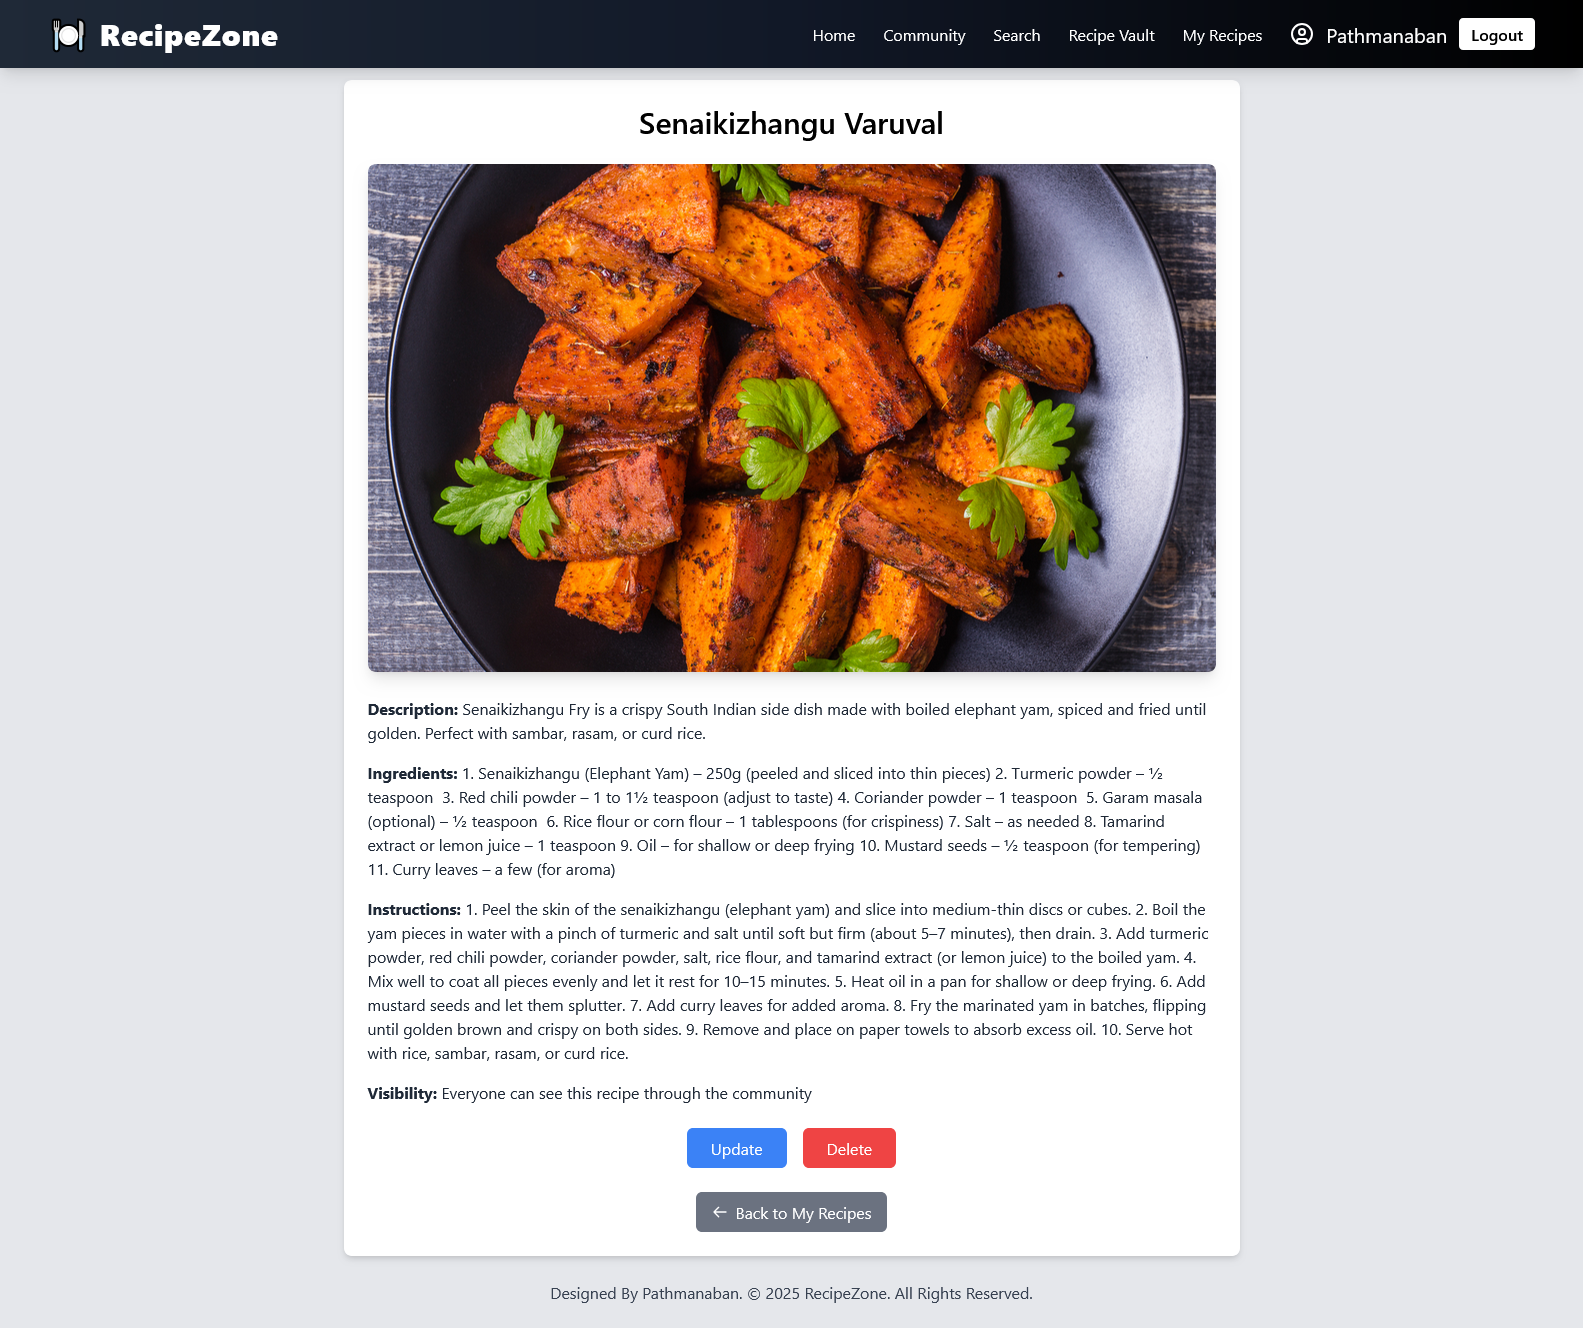 RecipeZone
Home Community Search Recipe Vault My Recipes Pathmanaban Logout
Senaikizhangu Varuval
Description: Senaikizhangu Fry is a crispy South Indian side dish made with boiled elephant yam, spiced and fried until
golden. Perfect with sambar, rasam, or curd rice.
Ingredients: 1. Senaikizhangu (Elephant Yam) – 250g (peeled and sliced into thin pieces) 2. Turmeric powder – ½
teaspoon  3. Red chili powder – 1 to 1½ teaspoon (adjust to taste) 4. Coriander powder – 1 teaspoon  5. Garam masala
(optional) – ½ teaspoon  6. Rice flour or corn flour – 1 tablespoons (for crispiness) 7. Salt – as needed 8. Tamarind
extract or lemon juice – 1 teaspoon 9. Oil – for shallow or deep frying 10. Mustard seeds – ½ teaspoon (for tempering)
11. Curry leaves – a few (for aroma)
Instructions: 1. Peel the skin of the senaikizhangu (elephant yam) and slice into medium-thin discs or cubes. 2. Boil the
yam pieces in water with a pinch of turmeric and salt until soft but firm (about 5–7 minutes), then drain. 3. Add turmeric
powder, red chili powder, coriander powder, salt, rice flour, and tamarind extract (or lemon juice) to the boiled yam. 4.
Mix well to coat all pieces evenly and let it rest for 10–15 minutes. 5. Heat oil in a pan for shallow or deep frying. 6. Add
mustard seeds and let them splutter. 7. Add curry leaves for added aroma. 8. Fry the marinated yam in batches, flipping
until golden brown and crispy on both sides. 9. Remove and place on paper towels to absorb excess oil. 10. Serve hot
with rice, sambar, rasam, or curd rice.
Visibility: Everyone can see this recipe through the community
Update Delete
← Back to My Recipes
Designed By Pathmanaban. © 2025 RecipeZone. All Rights Reserved.